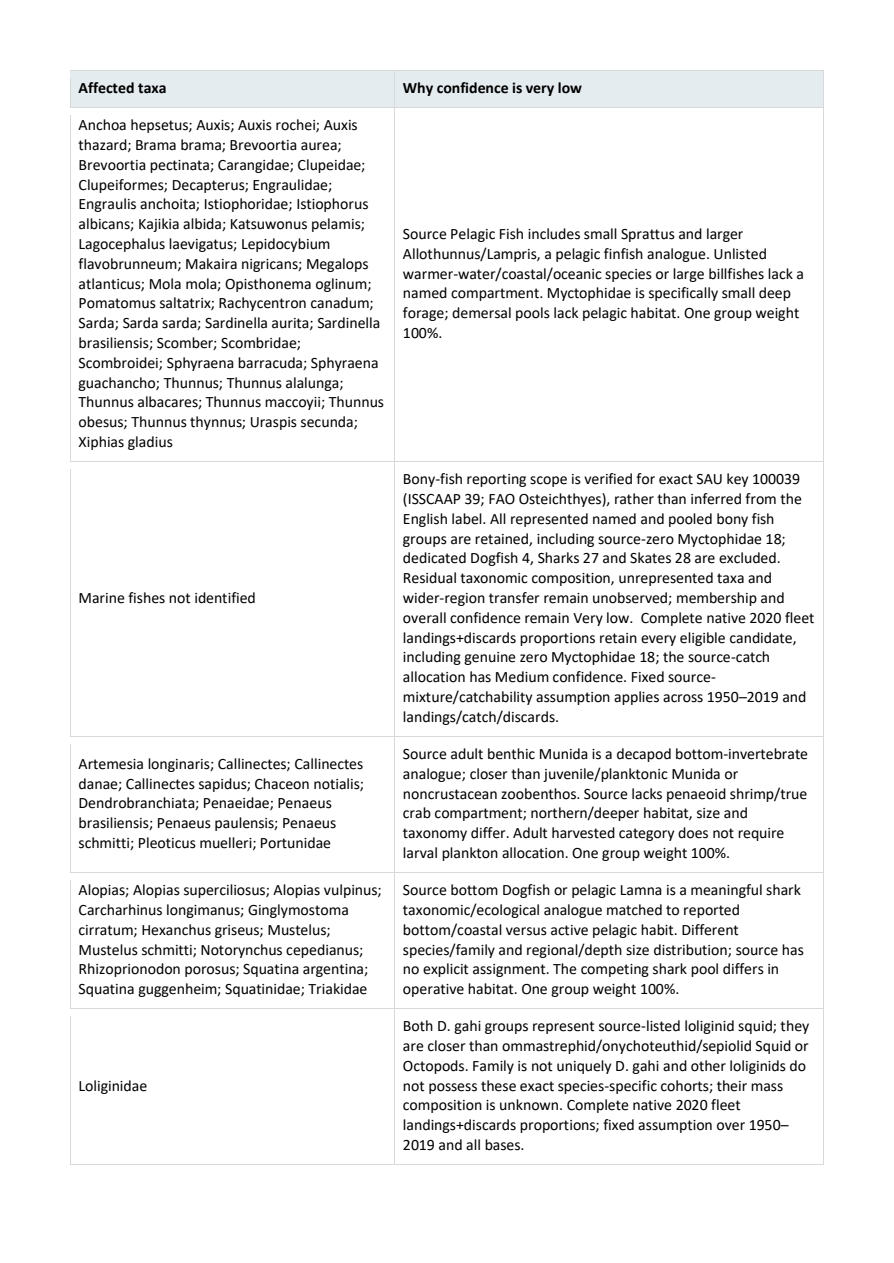 Affected taxa
Why confidence is very low
Anchoa hepsetus; Auxis; Auxis rochei; Auxis
thazard; Brama brama; Brevoortia aurea;
Brevoortia pectinata; Carangidae; Clupeidae;
Clupeiformes; Decapterus; Engraulidae;
Engraulis anchoita; Istiophoridae; Istiophorus
albicans; Kajikia albida; Katsuwonus pelamis;
Lagocephalus laevigatus; Lepidocybium
flavobrunneum; Makaira nigricans; Megalops
atlanticus; Mola mola; Opisthonema oglinum;
Pomatomus saltatrix; Rachycentron canadum;
Sarda; Sarda sarda; Sardinella aurita; Sardinella
brasiliensis; Scomber; Scombridae;
Scombroidei; Sphyraena barracuda; Sphyraena
guachancho; Thunnus; Thunnus alalunga;
Thunnus albacares; Thunnus maccoyii; Thunnus
obesus; Thunnus thynnus; Uraspis secunda;
Xiphias gladius
Source Pelagic Fish includes small Sprattus and larger
Allothunnus/Lampris, a pelagic finfish analogue. Unlisted
warmer-water/coastal/oceanic species or large billfishes lack a
named compartment. Myctophidae is specifically small deep
forage; demersal pools lack pelagic habitat. One group weight
100%.
Marine fishes not identified
Bony-fish reporting scope is verified for exact SAU key 100039
(ISSCAAP 39; FAO Osteichthyes), rather than inferred from the
English label. All represented named and pooled bony fish
groups are retained, including source-zero Myctophidae 18;
dedicated Dogfish 4, Sharks 27 and Skates 28 are excluded.
Residual taxonomic composition, unrepresented taxa and
wider-region transfer remain unobserved; membership and
overall confidence remain Very low.  Complete native 2020 fleet
landings+discards proportions retain every eligible candidate,
including genuine zero Myctophidae 18; the source-catch
allocation has Medium confidence. Fixed source-
mixture/catchability assumption applies across 1950–2019 and
landings/catch/discards.
Artemesia longinaris; Callinectes; Callinectes
danae; Callinectes sapidus; Chaceon notialis;
Dendrobranchiata; Penaeidae; Penaeus
brasiliensis; Penaeus paulensis; Penaeus
schmitti; Pleoticus muelleri; Portunidae
Source adult benthic Munida is a decapod bottom-invertebrate
analogue; closer than juvenile/planktonic Munida or
noncrustacean zoobenthos. Source lacks penaeoid shrimp/true
crab compartment; northern/deeper habitat, size and
taxonomy differ. Adult harvested category does not require
larval plankton allocation. One group weight 100%.
Alopias; Alopias superciliosus; Alopias vulpinus;
Carcharhinus longimanus; Ginglymostoma
cirratum; Hexanchus griseus; Mustelus;
Mustelus schmitti; Notorynchus cepedianus;
Rhizoprionodon porosus; Squatina argentina;
Squatina guggenheim; Squatinidae; Triakidae
Source bottom Dogfish or pelagic Lamna is a meaningful shark
taxonomic/ecological analogue matched to reported
bottom/coastal versus active pelagic habit. Different
species/family and regional/depth size distribution; source has
no explicit assignment. The competing shark pool differs in
operative habitat. One group weight 100%.
Loliginidae
Both D. gahi groups represent source-listed loliginid squid; they
are closer than ommastrephid/onychoteuthid/sepiolid Squid or
Octopods. Family is not uniquely D. gahi and other loliginids do
not possess these exact species-specific cohorts; their mass
composition is unknown. Complete native 2020 fleet
landings+discards proportions; fixed assumption over 1950–
2019 and all bases.